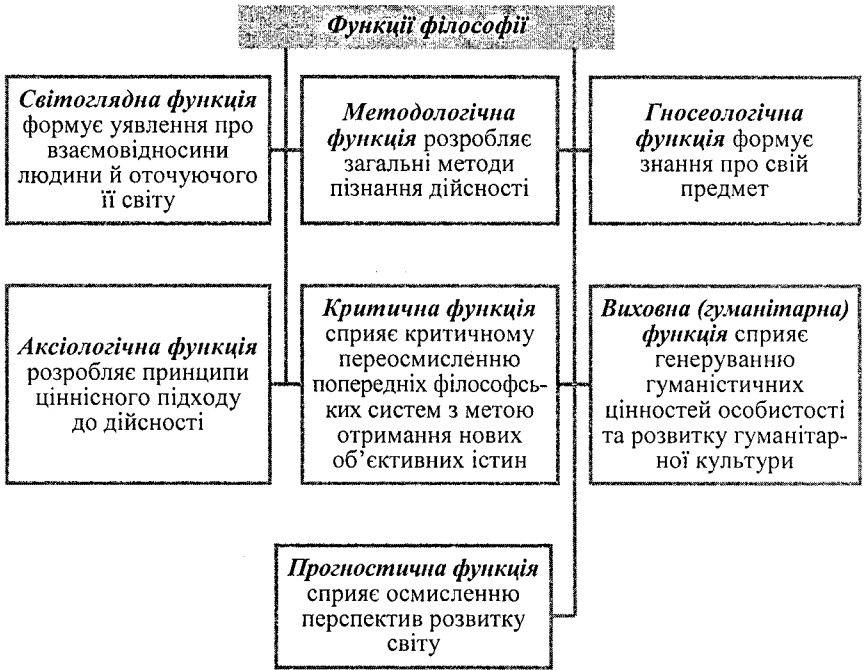 Функції філософії
Світоглядна функція
формує уявлення про
взаємовідносини
людини й оточуючого
її світу
Методологічна
функція розробляє
загальні методи
пізнання дійсності
Гносеологічна
функція формує
знання про свій
предмет
Аксіологічна функція
розробляє принципи
ціннісного підходу
до дійсності
Критична функція
сприяє критичному
переосмисленню
попередніх філософсь-
ких систем з метою
отримання нових
об’єктивних істин
Виховна (гуманітарна)
функція сприяє
генеруванню
гуманістичних
цінностей особистості
та розвитку гуманітар-
ної культури
Прогностична функція
сприяє осмисленню
перспектив розвитку
світу